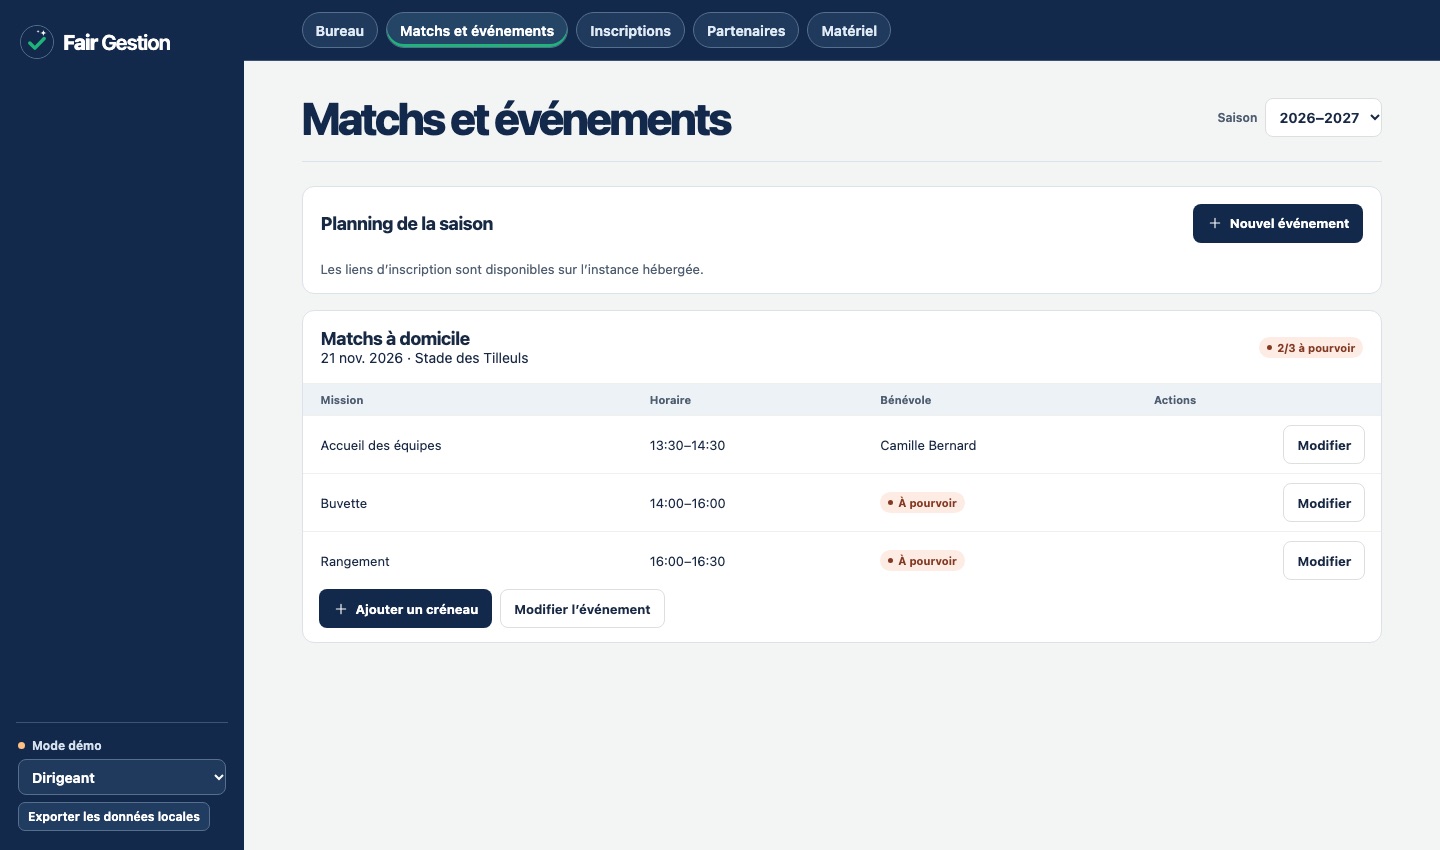 Fair Gestion
Bureau
Matchs et événements
Inscriptions
Partenaires
Matériel
Matchs et événements
Saison
2026–2027
Planning de la saison
Nouvel événement
Les liens d’inscription sont disponibles sur l’instance hébergée.
Matchs à domicile
21 nov. 2026 · Stade des Tilleuls
2/3 à pourvoir
Mission Horaire Bénévole Actions
Accueil des équipes 13:30–14:30 Camille Bernard Modifier
Buvette 14:00–16:00 À pourvoir Modifier
Rangement 16:00–16:30 À pourvoir Modifier
Ajouter un créneau
Modifier l’événement
Mode démo
Dirigeant
Exporter les données locales